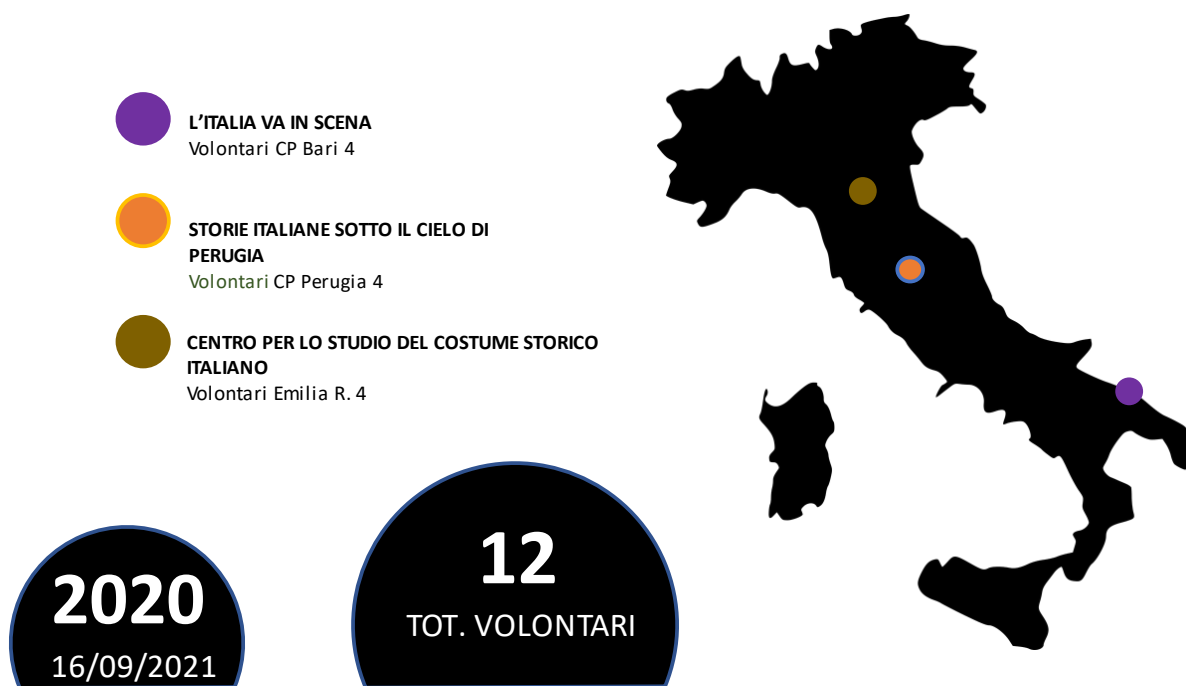 L'ITALIA VA IN SCENA
Volontari CP Bari 4
STORIE ITALIANE SOTTO IL CIELO DI
PERUGIA
Volontari CP Perugia 4
CENTRO PER LO STUDIO DEL COSTUME STORICO
ITALIANO
Volontari Emilia R. 4
2020
16/09/2021
12
TOT. VOLONTARI